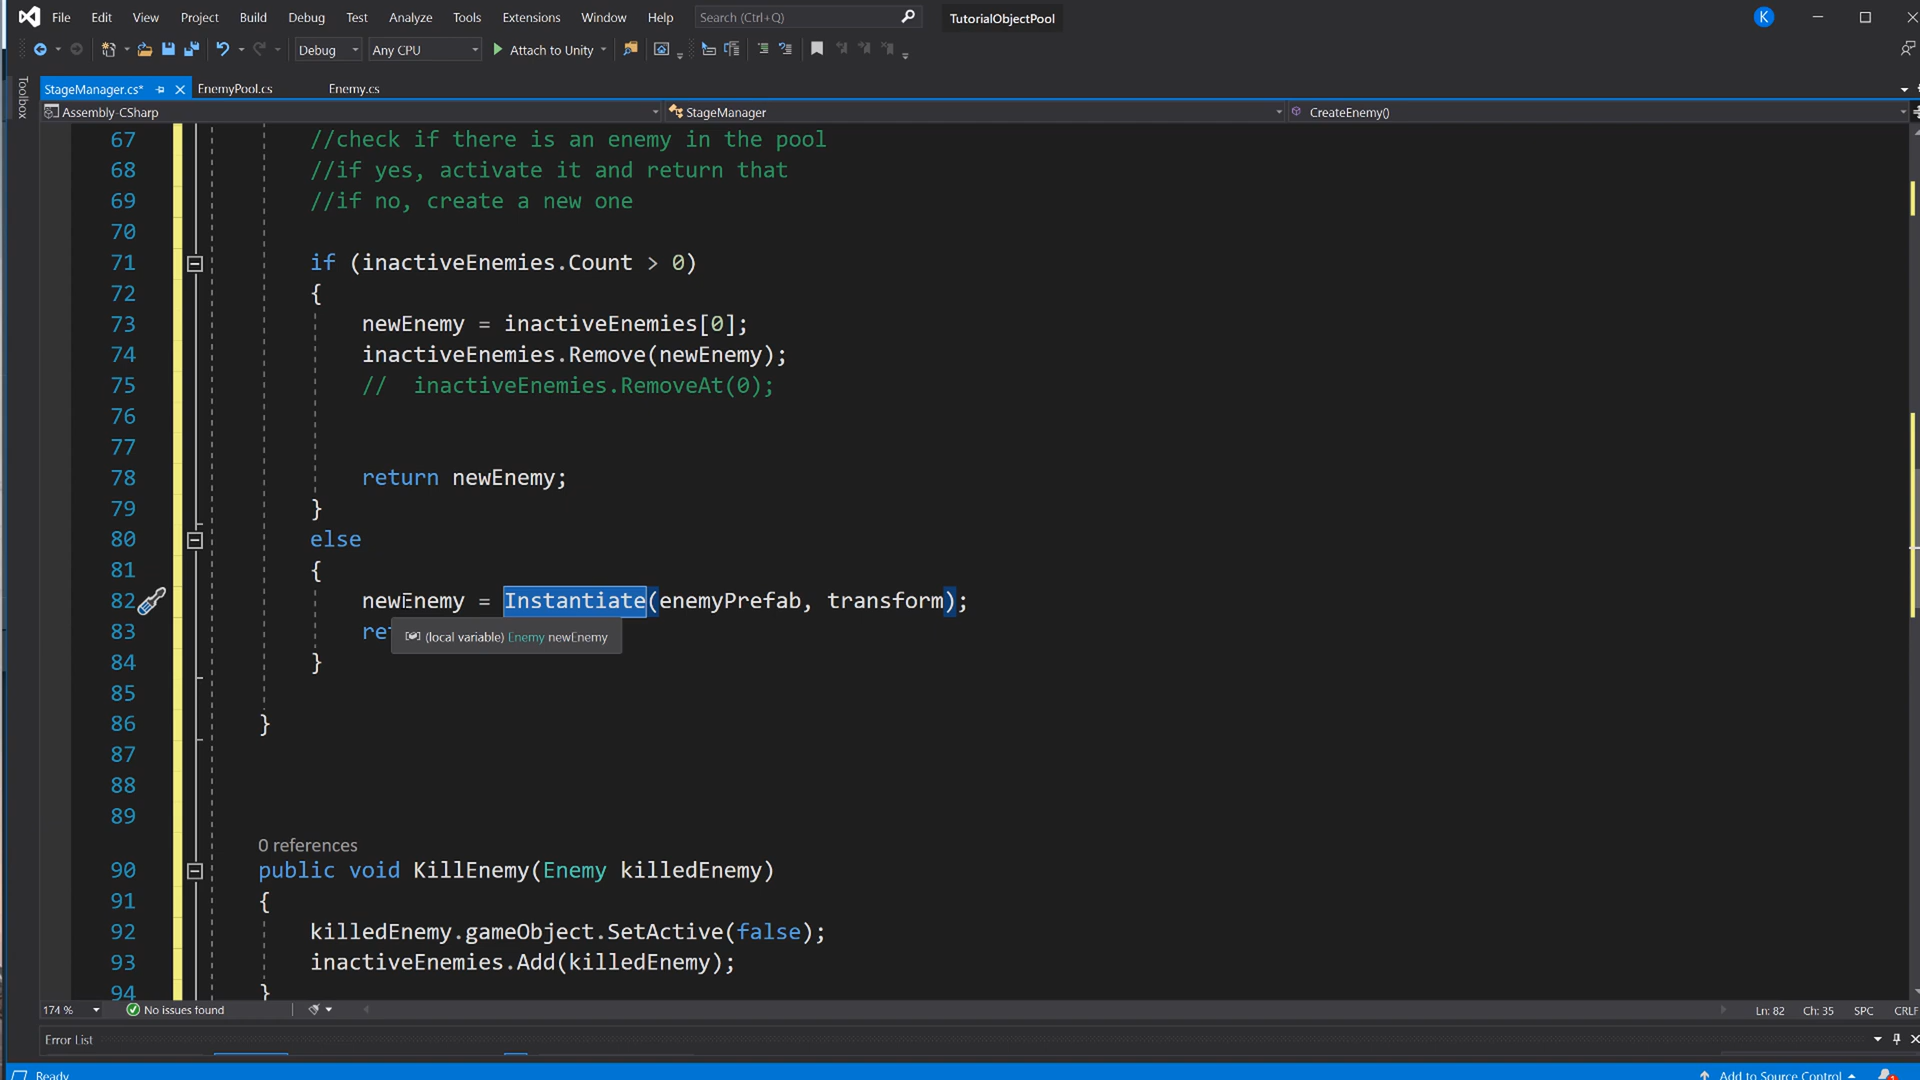 File Edit View Project Build Debug Test Analyze Tools Extensions Window Help Search (Ctrl+Q) TutorialObjectPool K
Debug Any CPU Attach to Unity
StageManager.cs* EnemyPool.cs Enemy.cs
Toolbox
Assembly-CSharp StageManager CreateEnemy()
67 //check if there is an enemy in the pool
68 //if yes, activate it and return that
69 //if no, create a new one
70
71 if (inactiveEnemies.Count > 0)
72 {
73 newEnemy = inactiveEnemies[0];
74 inactiveEnemies.Remove(newEnemy);
75 // inactiveEnemies.RemoveAt(0);
76
77
78 return newEnemy;
79 }
80 else
81 {
82 newEnemy = Instantiate(enemyPrefab, transform);
83 (local variable) Enemy newEnemy
84 }
85
86 }
87
88
89
0 references
90 public void KillEnemy(Enemy killedEnemy)
91 {
92 killedEnemy.gameObject.SetActive(false);
93 inactiveEnemies.Add(killedEnemy);
94 }
174 % No issues found Ln: 82 Ch: 35 SPC CRLF
Error List
Ready Add to Source Control